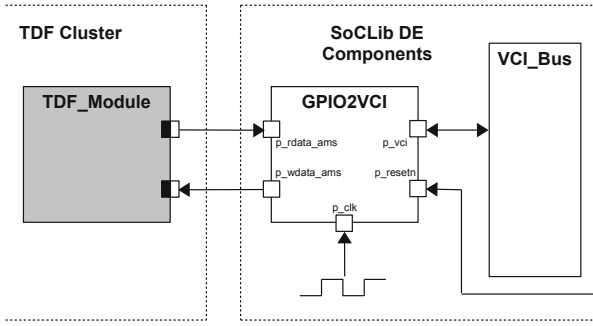 TDF Cluster
SoCLib DE
Components
VCI_Bus
TDF_Module
GPIO2VCI
p_rdata_ams
p_vci
p_wdata_ams
p_resetn
p_clk